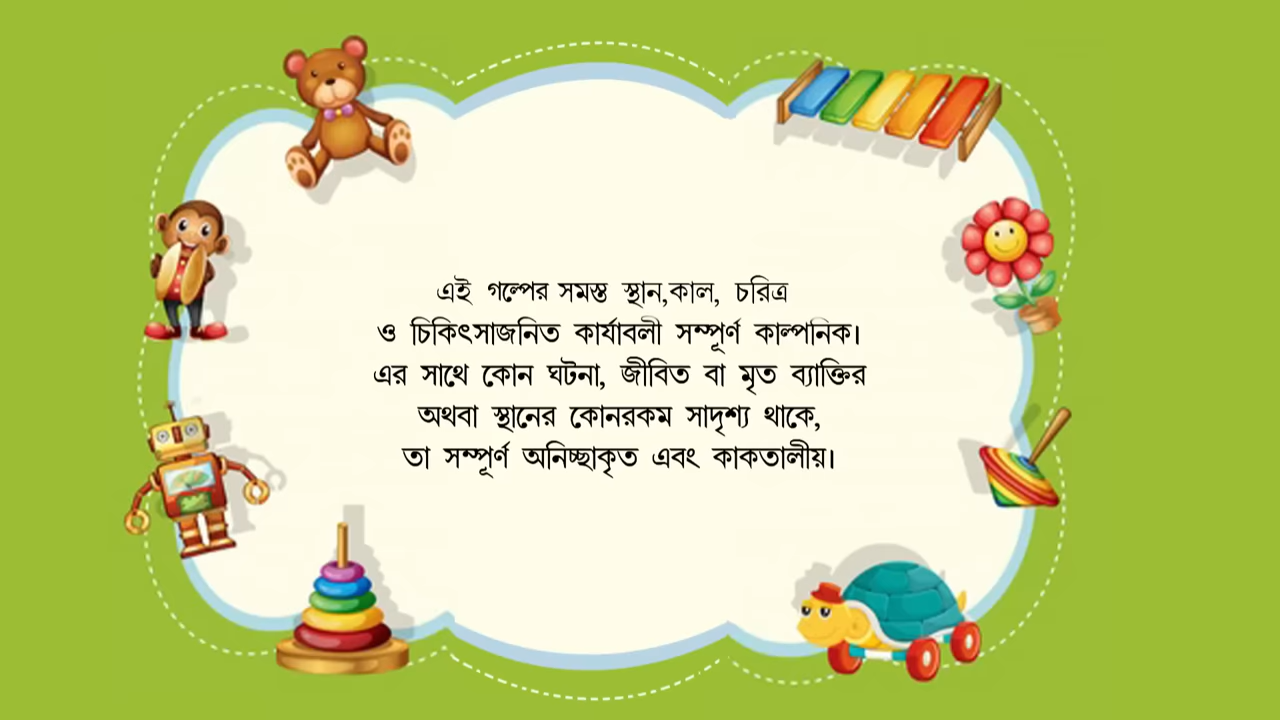 এই গল্পের সমস্ত স্থান,কাল, চরিত্র
ও চিকিৎসাজনিত কার্যাবলী সম্পূর্ণ কাল্পনিক।
এর সাথে কোন ঘটনা, জীবিত বা মৃত ব্যাক্তির
অথবা স্থানের কোনরকম সাদৃশ্য থাকে,
তা সম্পূর্ণ অনিচ্ছাকৃত এবং কাকতালীয়।